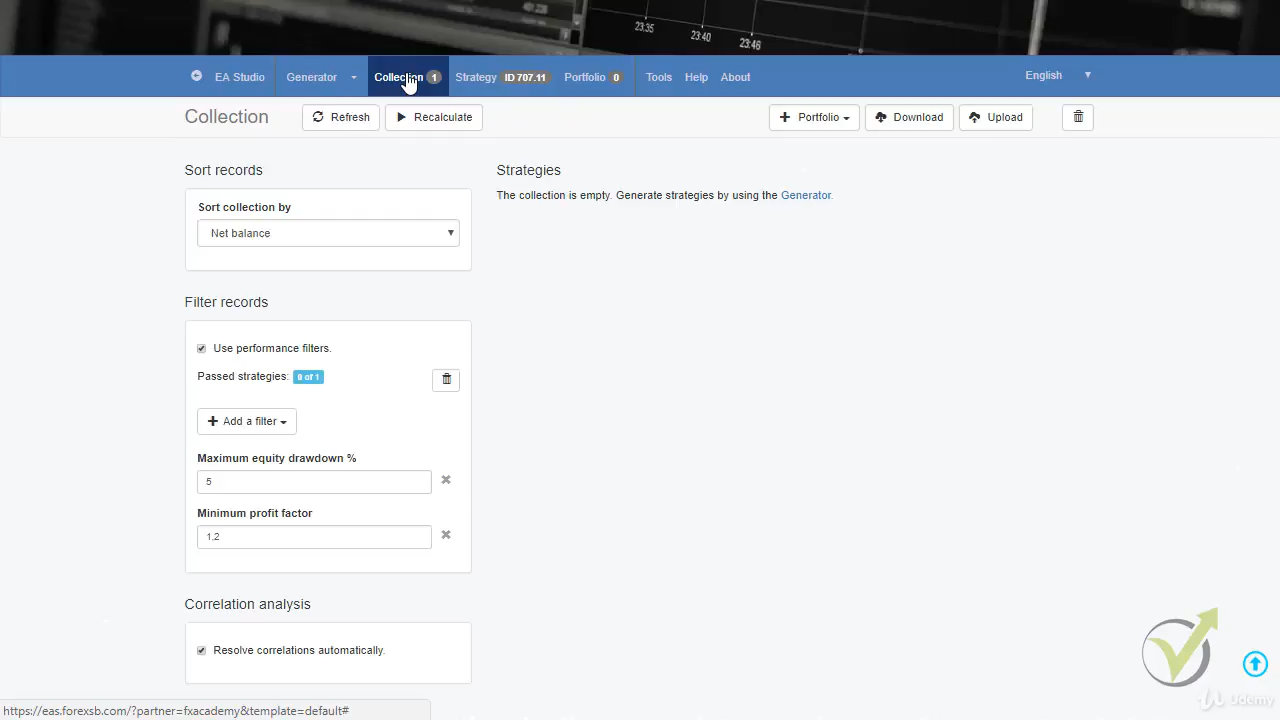 23:35
23:40
23:46
EA Studio
Generator
Collection 1
Strategy ID 707.11
Portfolio 0
Tools
Help
About
English
Collection
Refresh
Recalculate
Portfolio
Download
Upload
Sort records
Strategies
The collection is empty. Generate strategies by using the Generator.
Sort collection by
Net balance
Filter records
Use performance filters.
Passed strategies: 0 of 1
Add a filter
Maximum equity drawdown %
5
Minimum profit factor
1.2
Correlation analysis
Resolve correlations automatically.
https://eas.forexsb.com/?partner=fxacademy&template=default#
Udemy